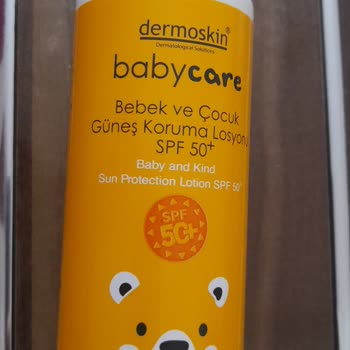 dermoskin®
Dermatological Solutions
babycare
Bebek ve Çocuk
Güneş Koruma Losyonu
SPF 50+
Baby and Kind
Sun Protection Lotion SPF 50+
SPF
50+